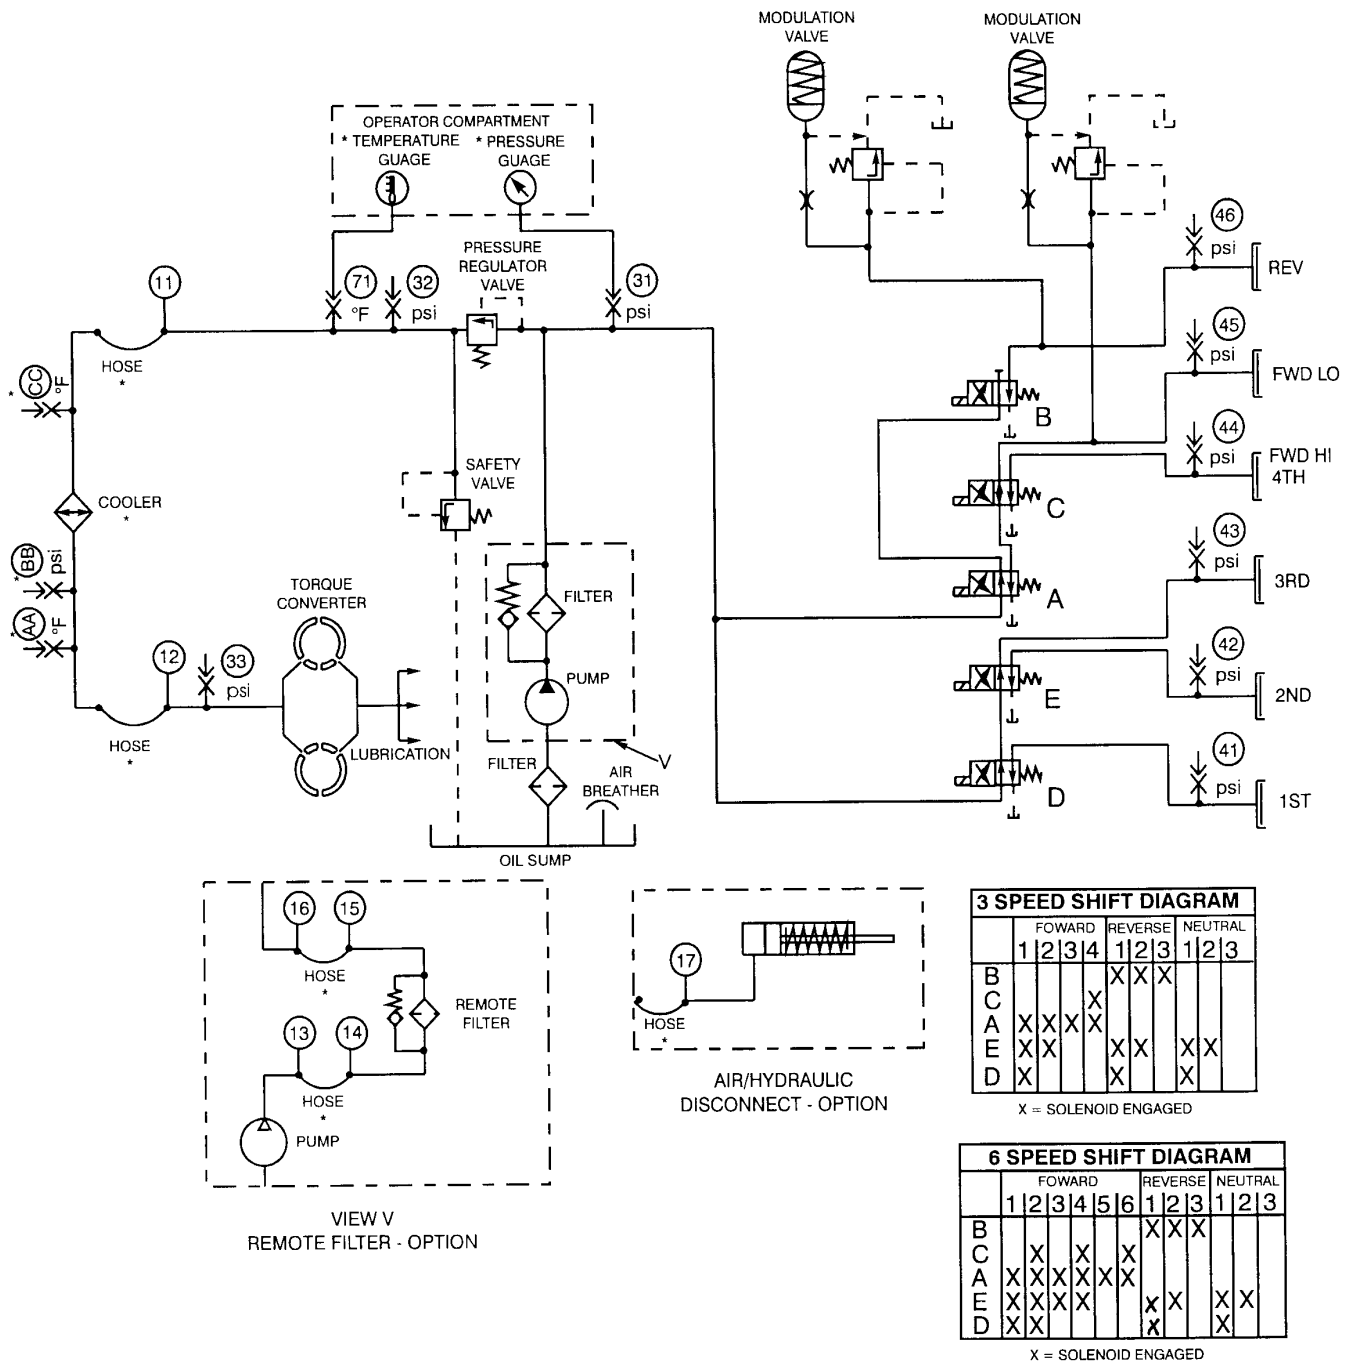 MODULATION
VALVE
MODULATION
VALVE
OPERATOR COMPARTMENT
* TEMPERATURE
GUAGE
* PRESSURE
GUAGE
PRESSURE
REGULATOR
VALVE
11
71
°F
32
psi
31
psi
46
psi
REV
45
psi
FWD LO
44
psi
FWD HI
4TH
43
psi
3RD
42
psi
2ND
41
psi
1ST
B
C
A
E
D
HOSE
*
* CC
°F
COOLER
*
* BB
psi
* AA
°F
12
33
psi
HOSE
*
TORQUE
CONVERTER
LUBRICATION
SAFETY
VALVE
FILTER
PUMP
FILTER
AIR
BREATHER
V
OIL SUMP
16
15
HOSE
*
13
14
HOSE
*
REMOTE
FILTER
PUMP
VIEW V
REMOTE FILTER - OPTION
17
HOSE
*
AIR/HYDRAULIC
DISCONNECT - OPTION
3 SPEED SHIFT DIAGRAM
FOWARD REVERSE NEUTRAL
1 2 3 4 1 2 3 1 2 3
B X X X
C X
A X X X X
E X X X X X X
D X X X
X = SOLENOID ENGAGED
6 SPEED SHIFT DIAGRAM
FOWARD REVERSE NEUTRAL
1 2 3 4 5 6 1 2 3 1 2 3
B X X X
C X X X
A X X X X X X
E X X X X X X X X
D X X X X
X = SOLENOID ENGAGED